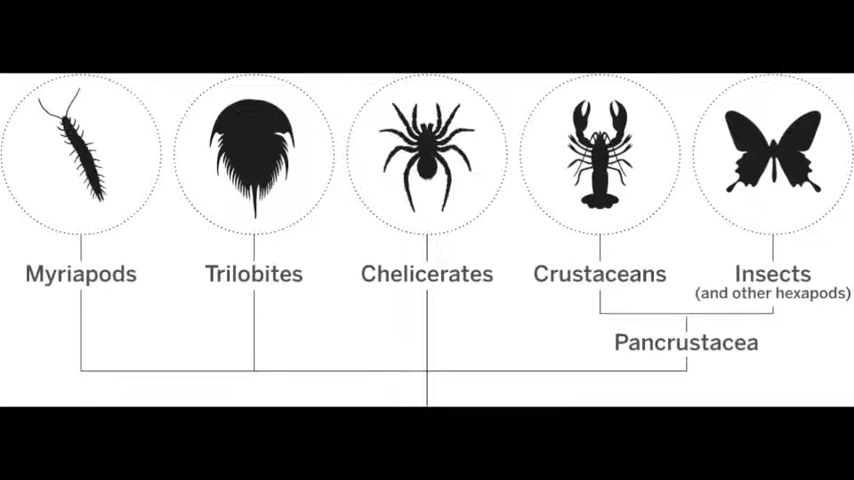 Myriapods
Trilobites
Chelicerates
Crustaceans
Insects
(and other hexapods)
Pancrustacea